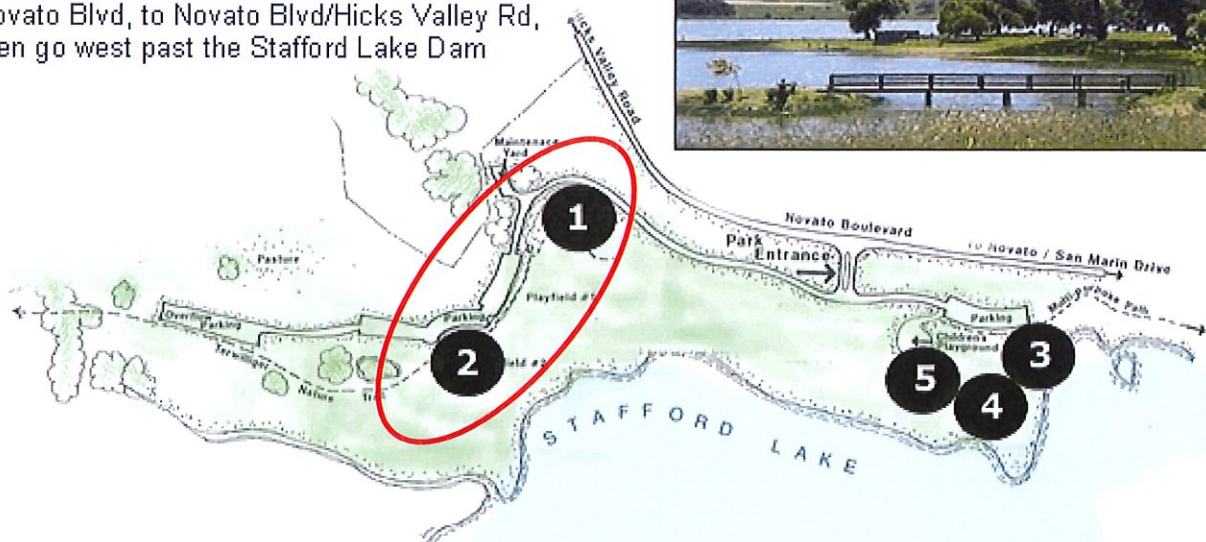 ovato Blvd, to Novato Blvd/Hicks Valley Rd,
en go west past the Stafford Lake Dam
Hicks Valley Road
Maintenance
Yard
1
Novato Boulevard
To Novato / San Marin Drive
Park
Entrance
Pasture
Multi-purpose Path
Playfield #1
Overflow
Parking
Parking
Parking
Children's
Playground
2
field #2
3
5
4
Nature Trail
STAFFORD LAKE